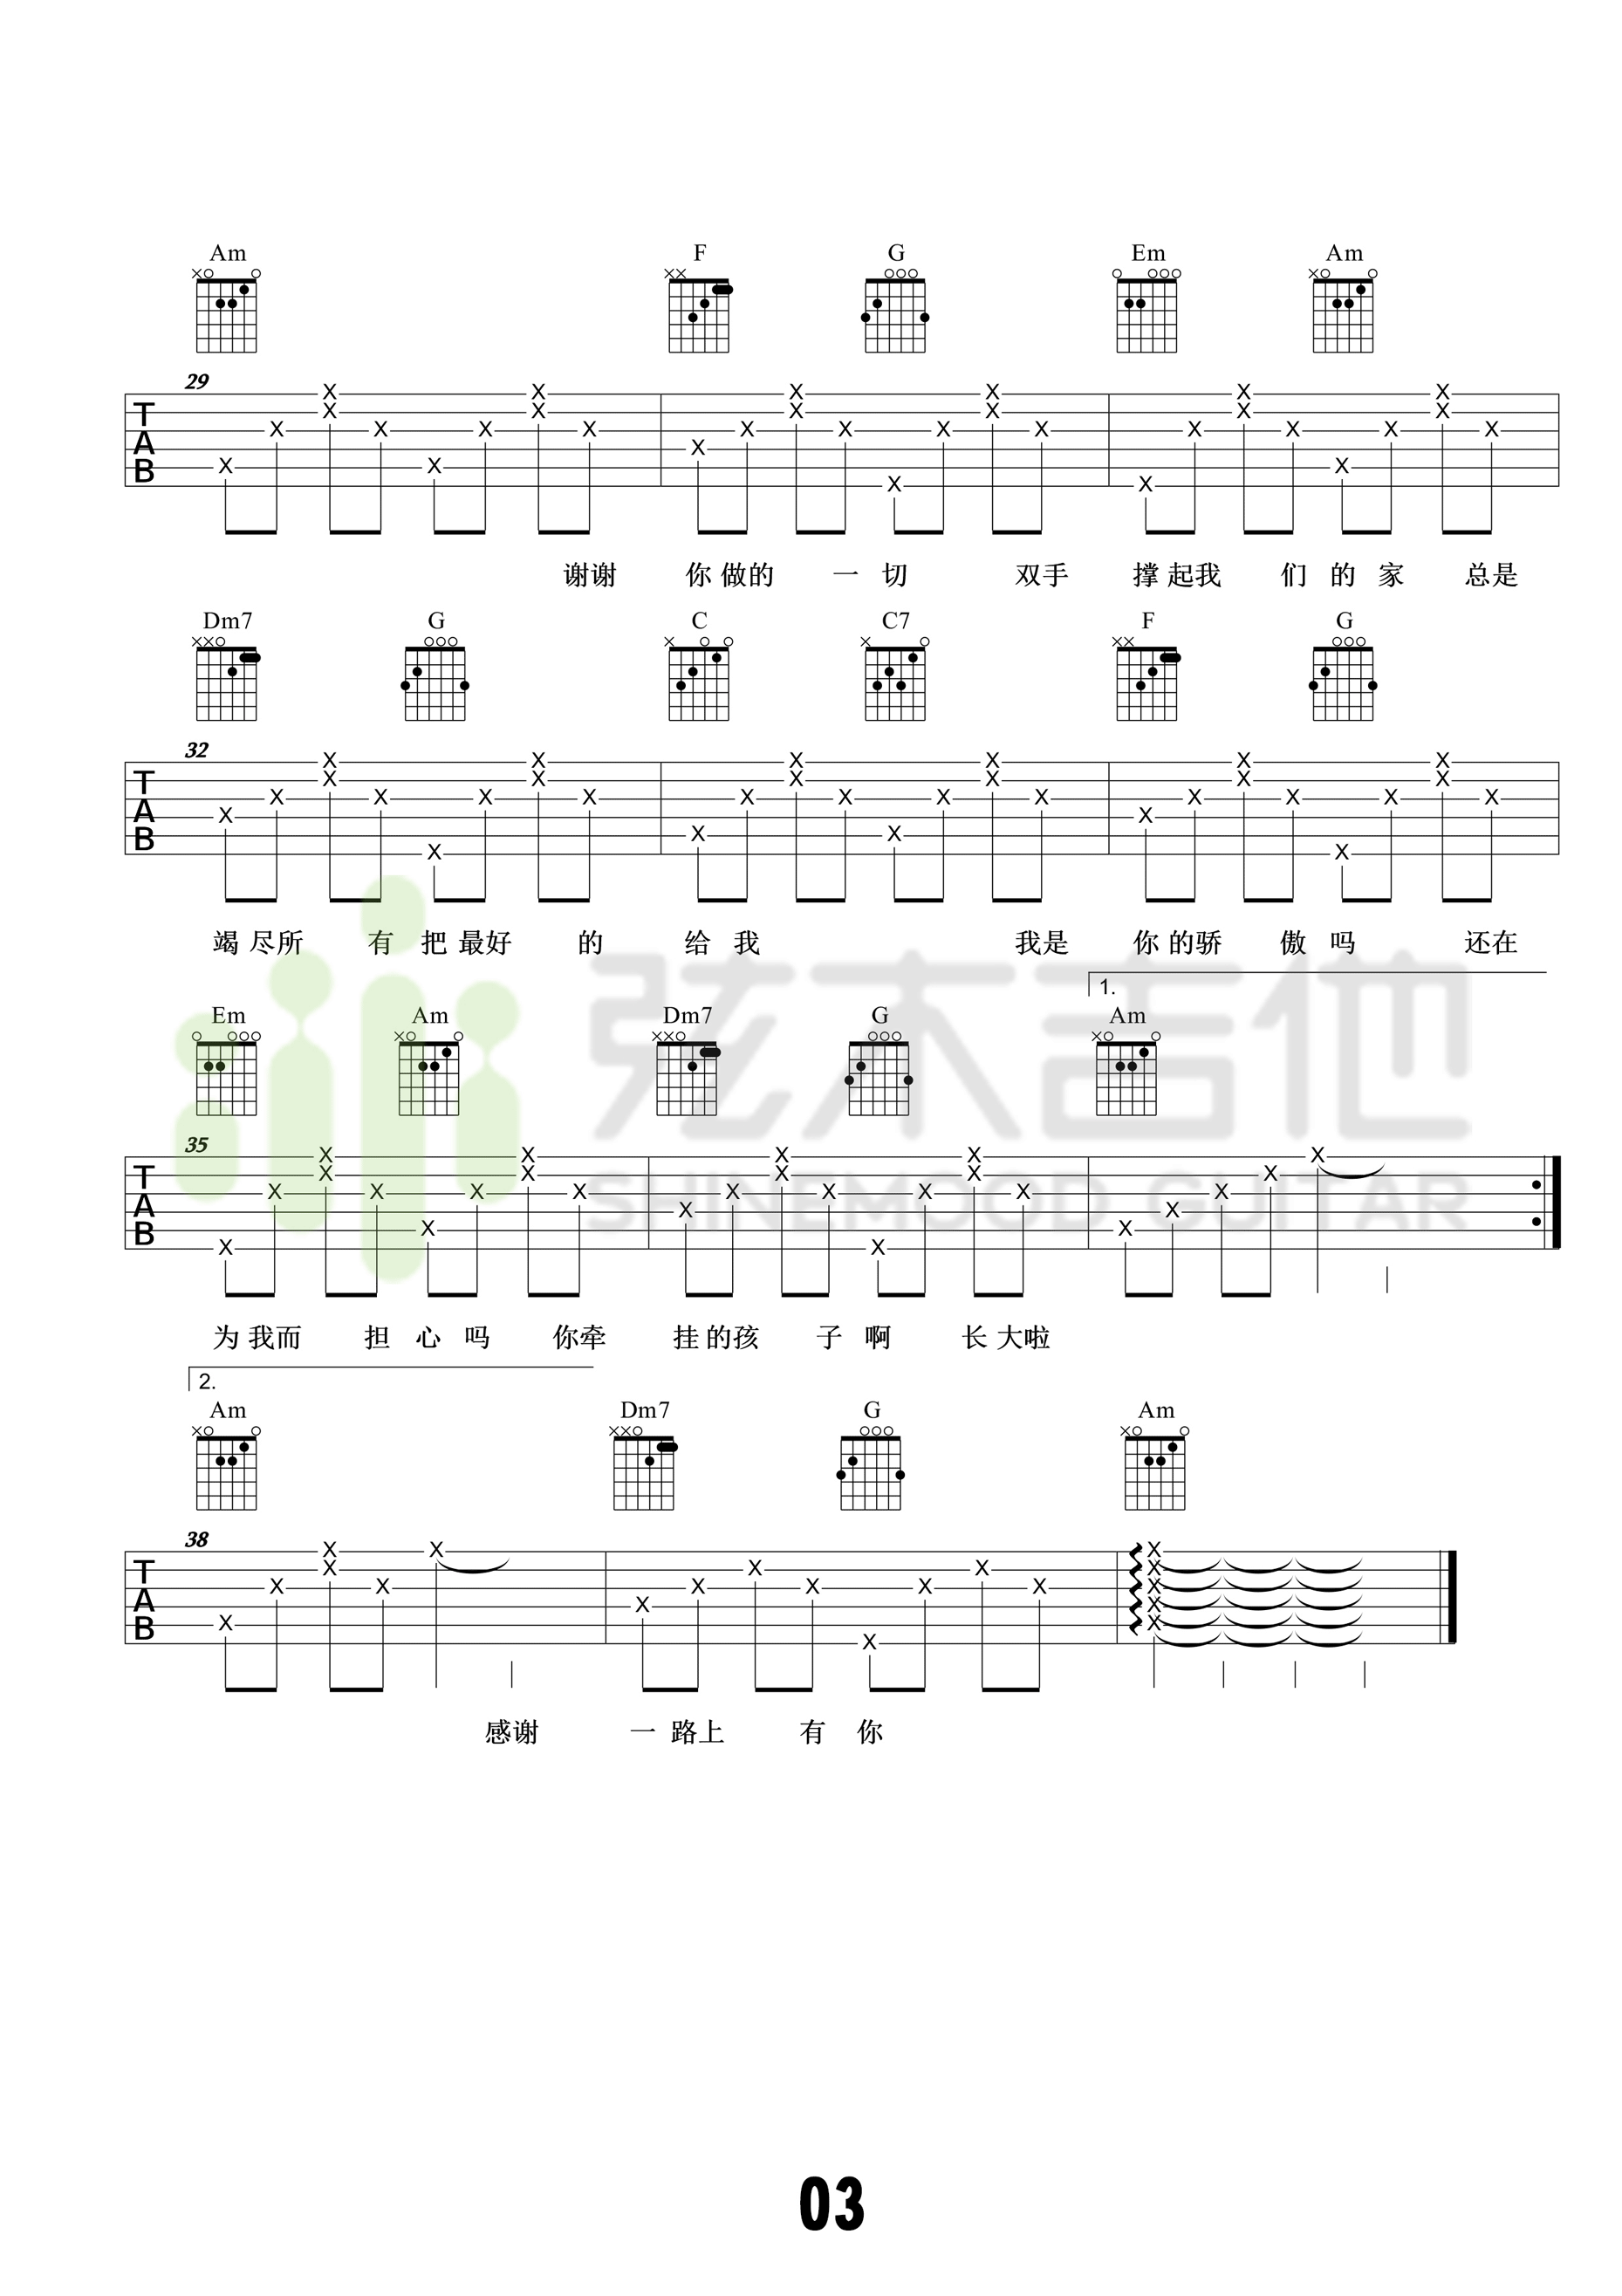 Am F G Em Am
29
T
A
B
谢谢 你 做的 一 切 双手 撑 起我 们 的 家 总是
Dm7 G C C7 F G
32
T
A
B
竭 尽所 有 把 最好 的 给 我 我是 你 的骄 傲 吗 还在
1.
Em Am Dm7 G Am
35
T
A
B
为 我而 担 心 吗 你牵 挂 的孩 子 啊 长 大啦
2.
Am Dm7 G Am
38
T
A
B
感谢 一 路上 有 你
弦木吉他
SHINEMOOD GUITAR
03